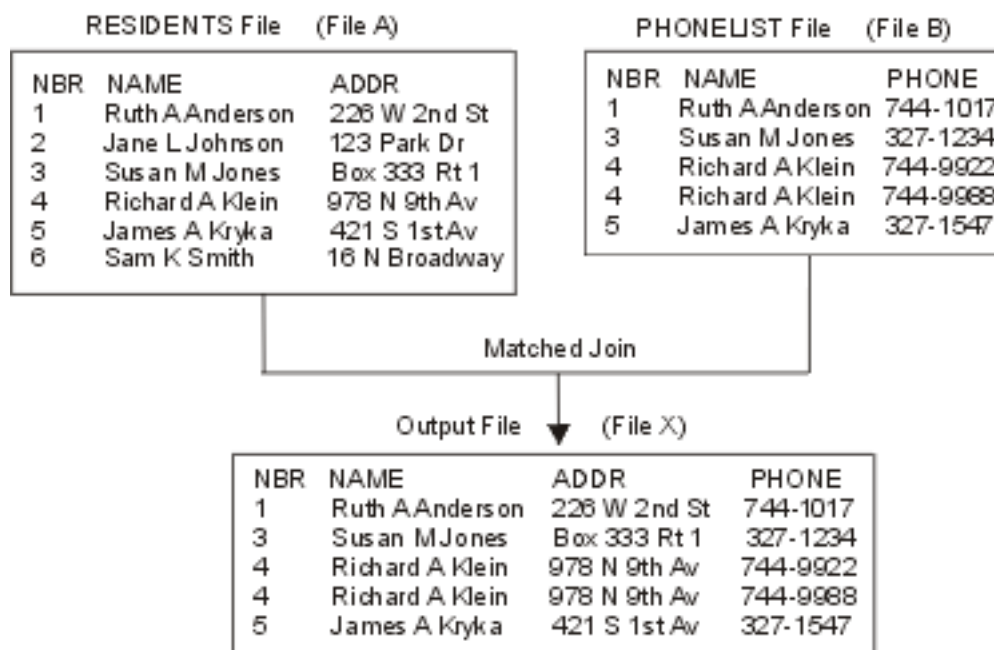 RESIDENTS File (File A)
NBR NAME ADDR
1 Ruth A Anderson 226 W 2nd St
2 Jane L Johnson 123 Park Dr
3 Susan M Jones Box 333 Rt 1
4 Richard A Klein 978 N 9th Av
5 James A Kryka 421 S 1st Av
6 Sam K Smith 16 N Broadway
PHONELIST File (File B)
NBR NAME PHONE
1 Ruth A Anderson 744-1017
3 Susan M Jones 327-1234
4 Richard A Klein 744-9922
4 Richard A Klein 744-9988
5 James A Kryka 327-1547
Matched Join
Output File (File X)
NBR NAME ADDR PHONE
1 Ruth A Anderson 226 W 2nd St 744-1017
3 Susan M Jones Box 333 Rt 1 327-1234
4 Richard A Klein 978 N 9th Av 744-9922
4 Richard A Klein 978 N 9th Av 744-9988
5 James A Kryka 421 S 1st Av 327-1547